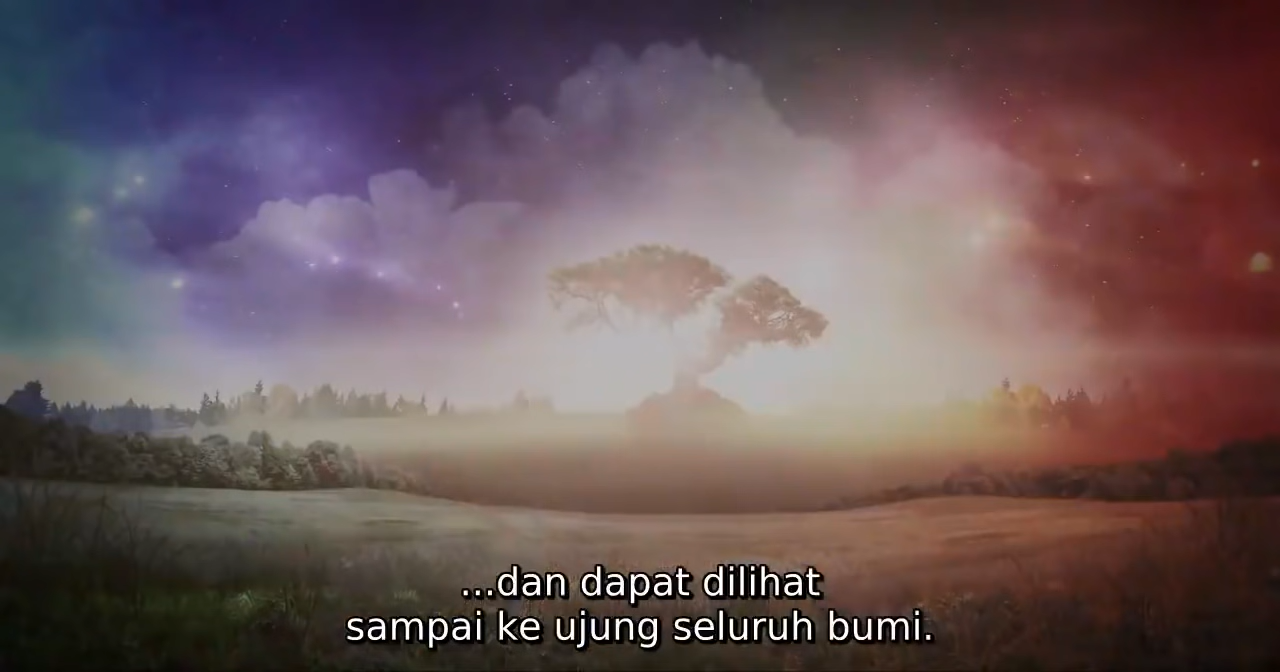 ...dan dapat dilihat
sampai ke ujung seluruh bumi.